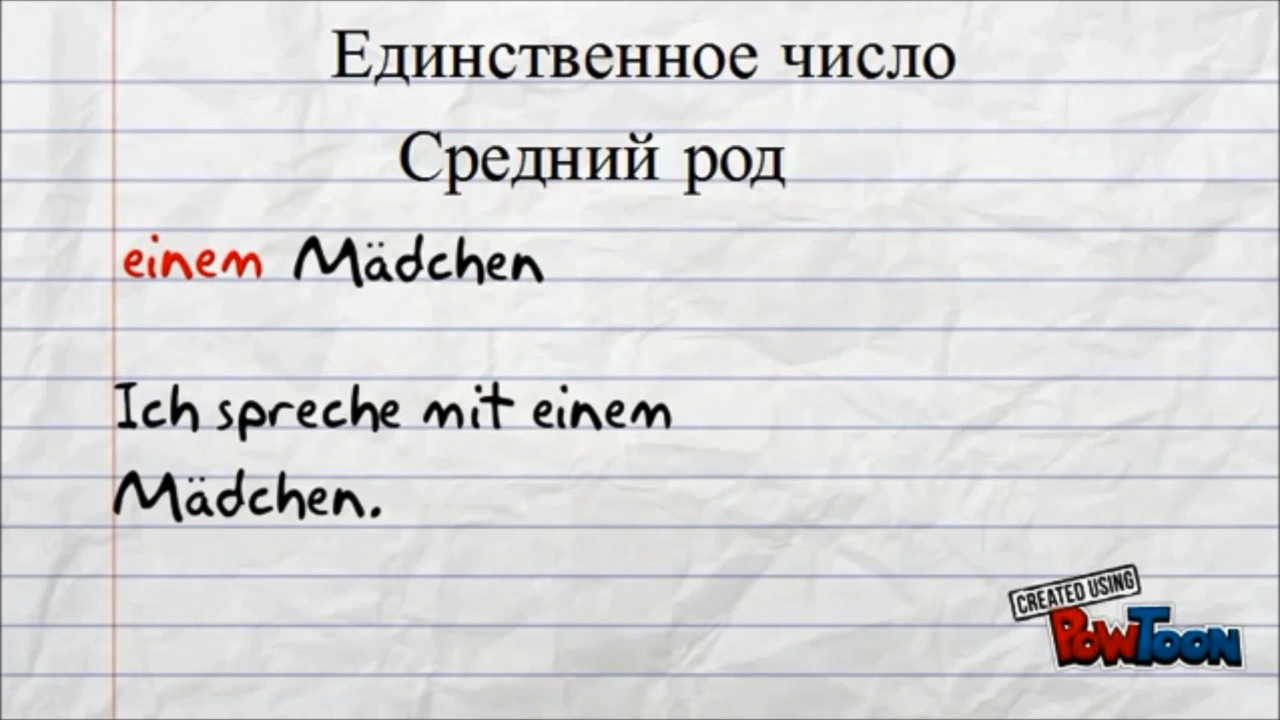 Единственное число
Средний род
einem Mädchen
Ich spreche mit einem
Mädchen.
CREATED USING
POWTOON